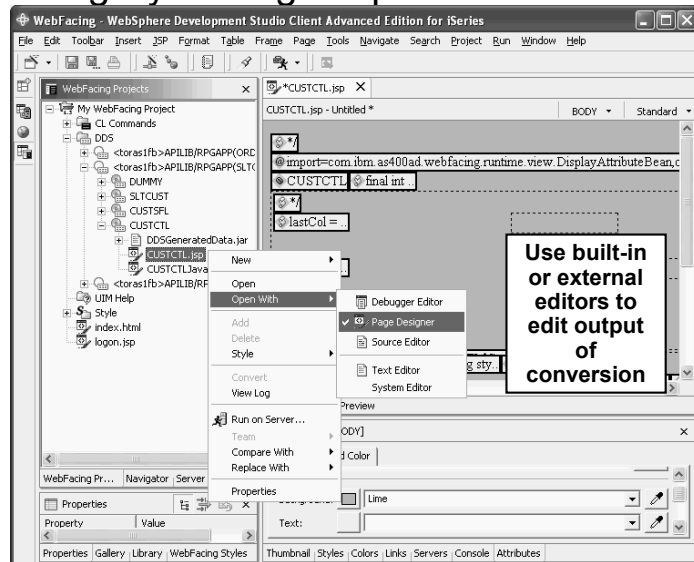 WebFacing - WebSphere Development Studio Client Advanced Edition for iSeries
File Edit Toolbar Insert JSP Format Table Frame Page Tools Navigate Search Project Run Window Help
WebFacing Projects
*CUSTCTL.jsp
My WebFacing Project
CUSTCTL.jsp - Untitled *
BODY
Standard
CL Commands
DDS
<toras1fb>APILIB/RPGAPP(ORD
<toras1fb>APILIB/RPGAPP(SLT
DUMMY
SLTCUST
CUSTSFL
CUSTCTL
DDSGeneratedData.jar
CUSTCTL.jsp
CUSTCTLJava
<toras1fb>APILIB/RP
UIM Help
Style
index.html
logon.jsp
*/
import=com.ibm.as400ad.webfacing.runtime.view.DisplayAttributeBean,c
CUSTCTL
final int ..
*/
lastCol = ..
New
Open
Open With
Add
Delete
Style
Convert
View Log
Run on Server...
Team
Compare With
Replace With
Properties
Debugger Editor
Page Designer
Source Editor
Text Editor
System Editor
Use built-in
or external
editors to
edit output
of
conversion
g sty..
Preview
ODY]
d Color
WebFacing Pr... Navigator Server
Lime
Text:
Properties
Property Value
Properties Gallery Library WebFacing Styles
Thumbnail Styles Colors Links Servers Console Attributes